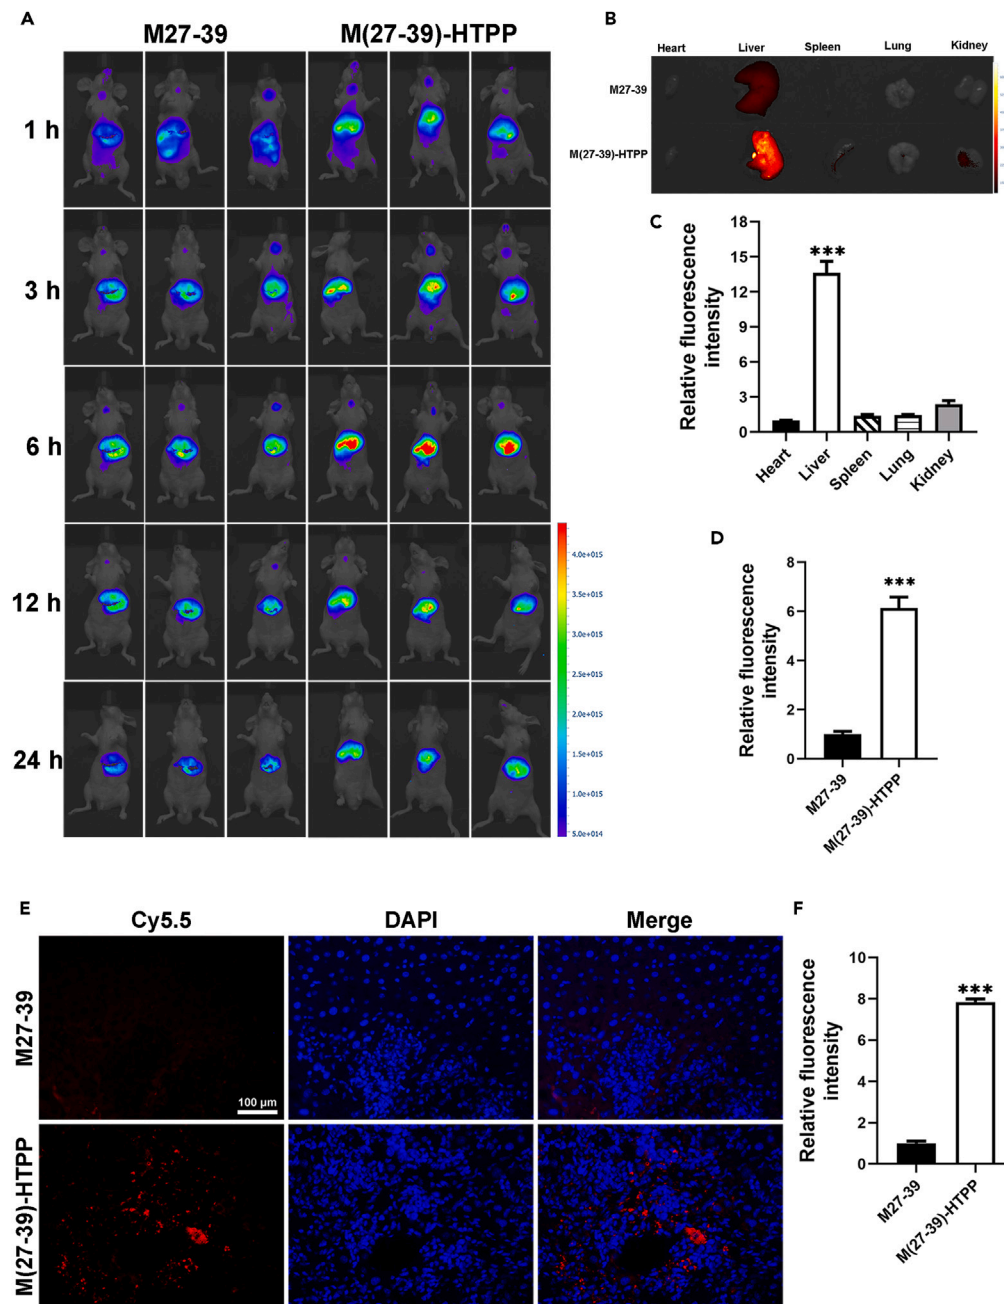 A
M27-39 M(27-39)-HTPP
1 h
3 h
6 h
12 h
24 h
4.0e+015
3.5e+015
3.0e+015
2.5e+015
2.0e+015
1.5e+015
1.0e+015
5.0e+014
B
Heart Liver Spleen Lung Kidney
M27-39
M(27-39)-HTPP
C
Relative fluorescence
intensity
18
15
12
9
6
3
0
***
Heart Liver Spleen Lung Kidney
D
Relative fluorescence
intensity
8
6
4
2
0
***
M27-39 M(27-39)-HTPP
E
Cy5.5 DAPI Merge
M27-39
100 µm
M(27-39)-HTPP
F
Relative fluorescence
intensity
10
8
6
4
2
0
***
M27-39 M(27-39)-HTPP